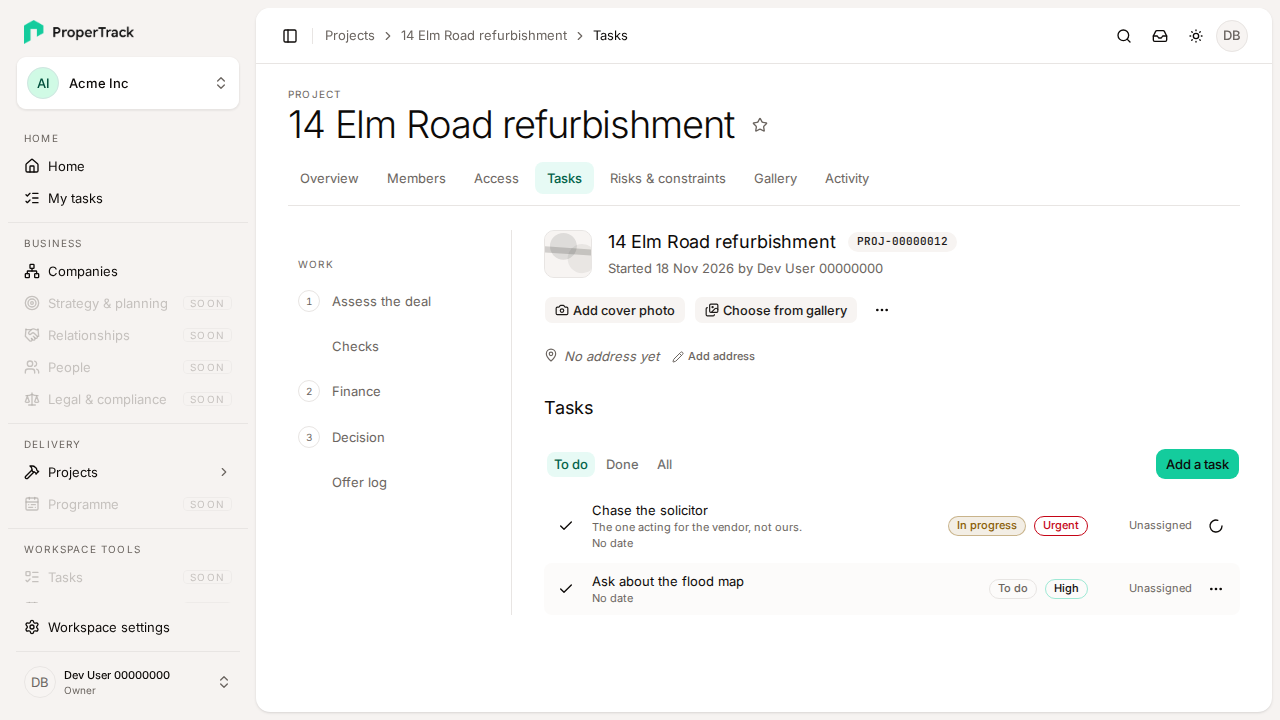 ProperTrack
AI
Acme Inc
HOME
Home
My tasks
BUSINESS
Companies
Strategy & planning SOON
Relationships SOON
People SOON
Legal & compliance SOON
DELIVERY
Projects
Programme SOON
WORKSPACE TOOLS
Tasks SOON
Workspace settings
DB
Dev User 00000000
Owner
Projects
14 Elm Road refurbishment
Tasks
DB
PROJECT
14 Elm Road refurbishment
Overview
Members
Access
Tasks
Risks & constraints
Gallery
Activity
WORK
1 Assess the deal
Checks
2 Finance
3 Decision
Offer log
14 Elm Road refurbishment PROJ-00000012
Started 18 Nov 2026 by Dev User 00000000
Add cover photo
Choose from gallery
No address yet
Add address
Tasks
To do
Done
All
Add a task
Chase the solicitor
The one acting for the vendor, not ours.
No date
In progress
Urgent
Unassigned
Ask about the flood map
No date
To do
High
Unassigned